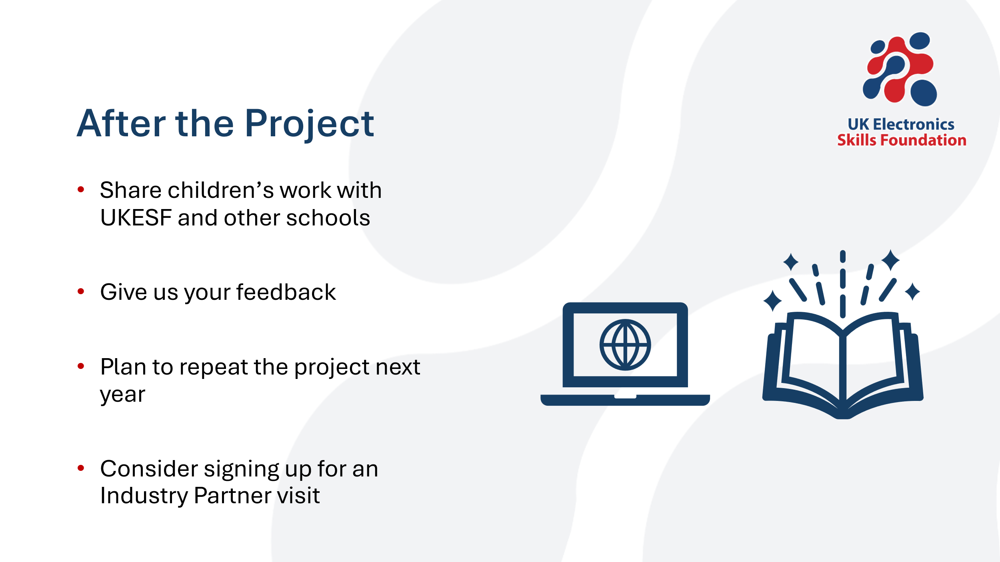 After the Project
• Share children’s work with
UKESF and other schools
• Give us your feedback
• Plan to repeat the project next
year
• Consider signing up for an
Industry Partner visit
UK Electronics
Skills Foundation